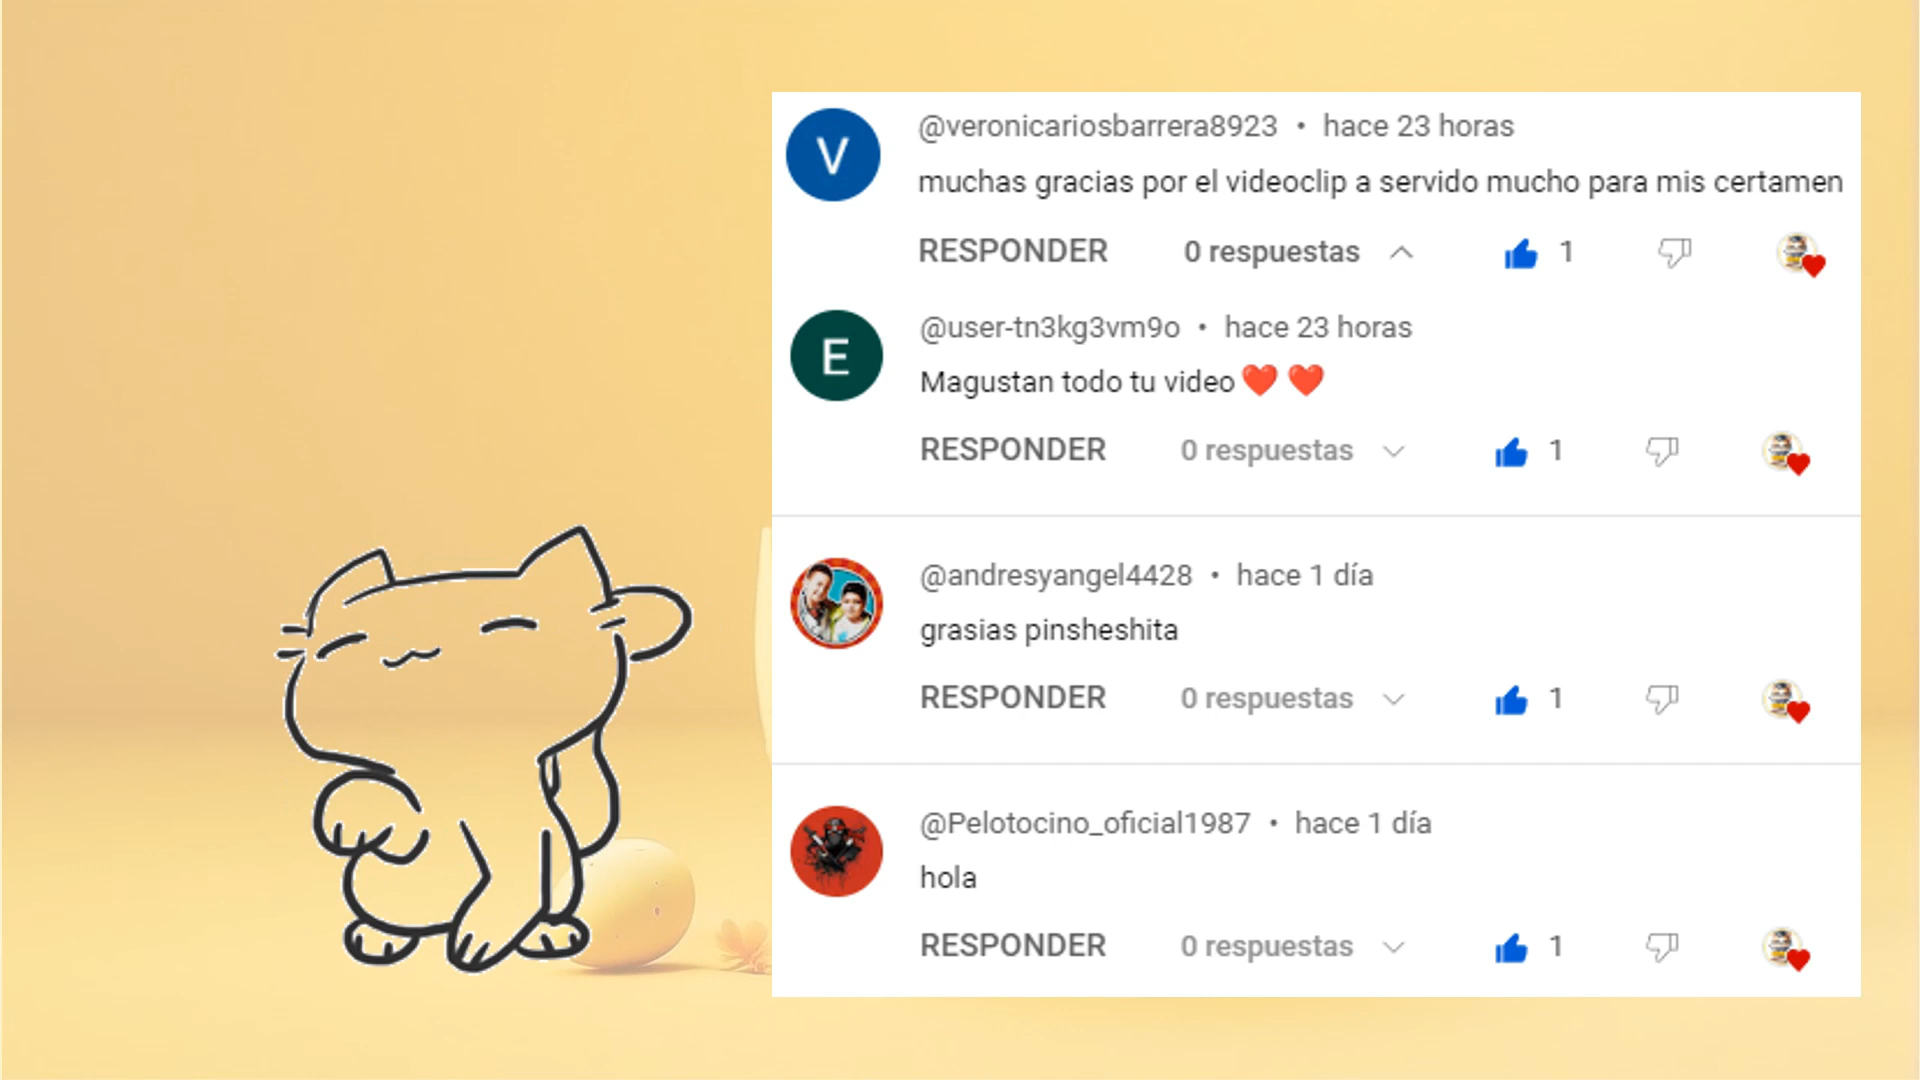 V
@veronicariosbarrera8923 • hace 23 horas
muchas gracias por el videoclip a servido mucho para mis certamen
RESPONDER 0 respuestas 1
E
@user-tn3kg3vm9o • hace 23 horas
Magustan todo tu video ❤️ ❤️
RESPONDER 0 respuestas 1
@andresyangel4428 • hace 1 día
grasias pinsheshita
RESPONDER 0 respuestas 1
@Pelotocino_oficial1987 • hace 1 día
hola
RESPONDER 0 respuestas 1